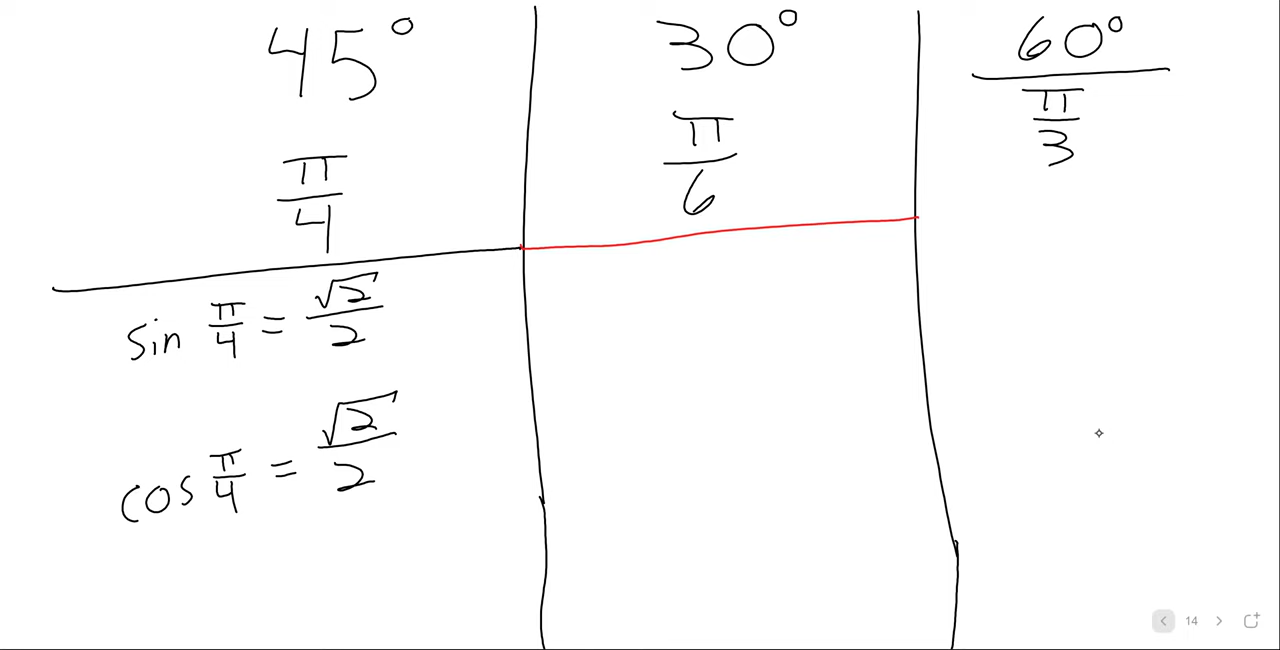 45°
π/4
sin π/4 = √2/2
cos π/4 = √2/2
30°
π/6
60°
π/3
14